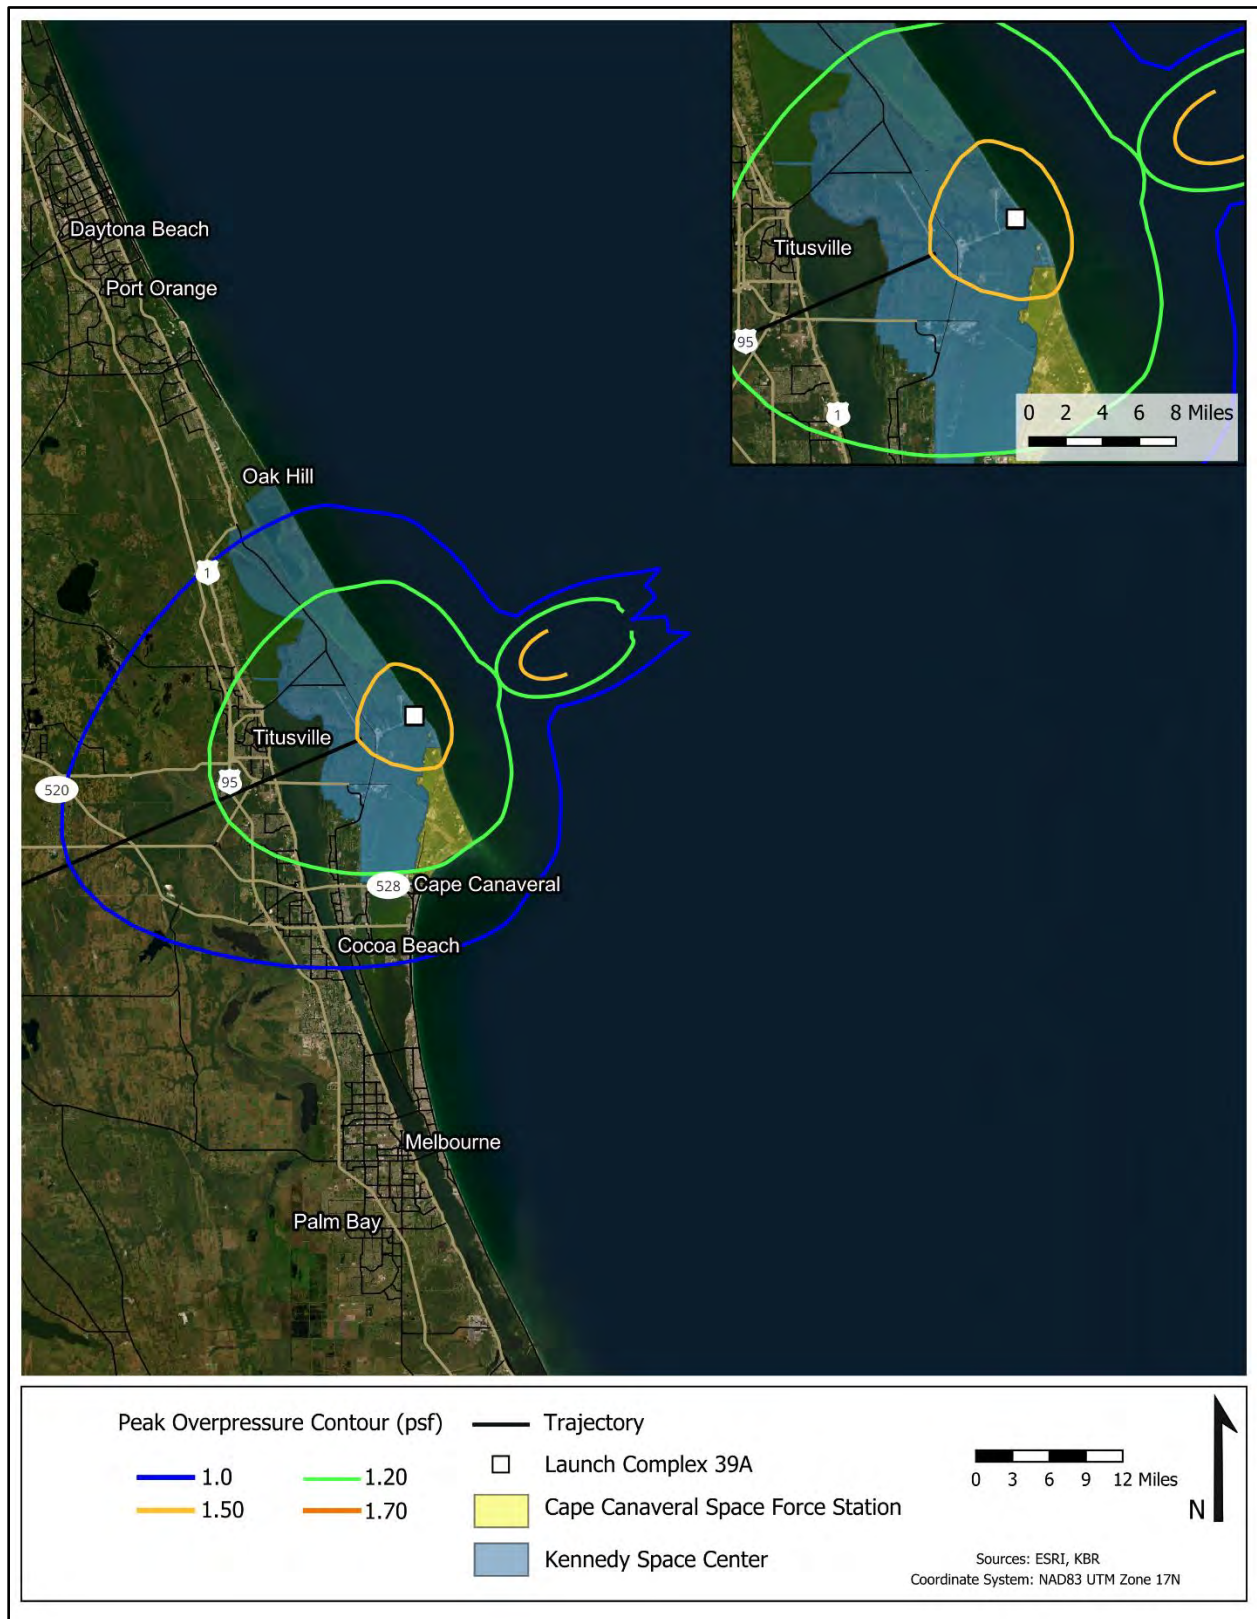 Daytona Beach
Port Orange
Oak Hill
1
Titusville
95
520
528
Cape Canaveral
Cocoa Beach
Melbourne
Palm Bay
Titusville
95
1
0 2 4 6 8 Miles
Peak Overpressure Contour (psf)
1.0
1.20
1.50
1.70
Trajectory
Launch Complex 39A
Cape Canaveral Space Force Station
Kennedy Space Center
0 3 6 9 12 Miles
N
Sources: ESRI, KBR
Coordinate System: NAD83 UTM Zone 17N